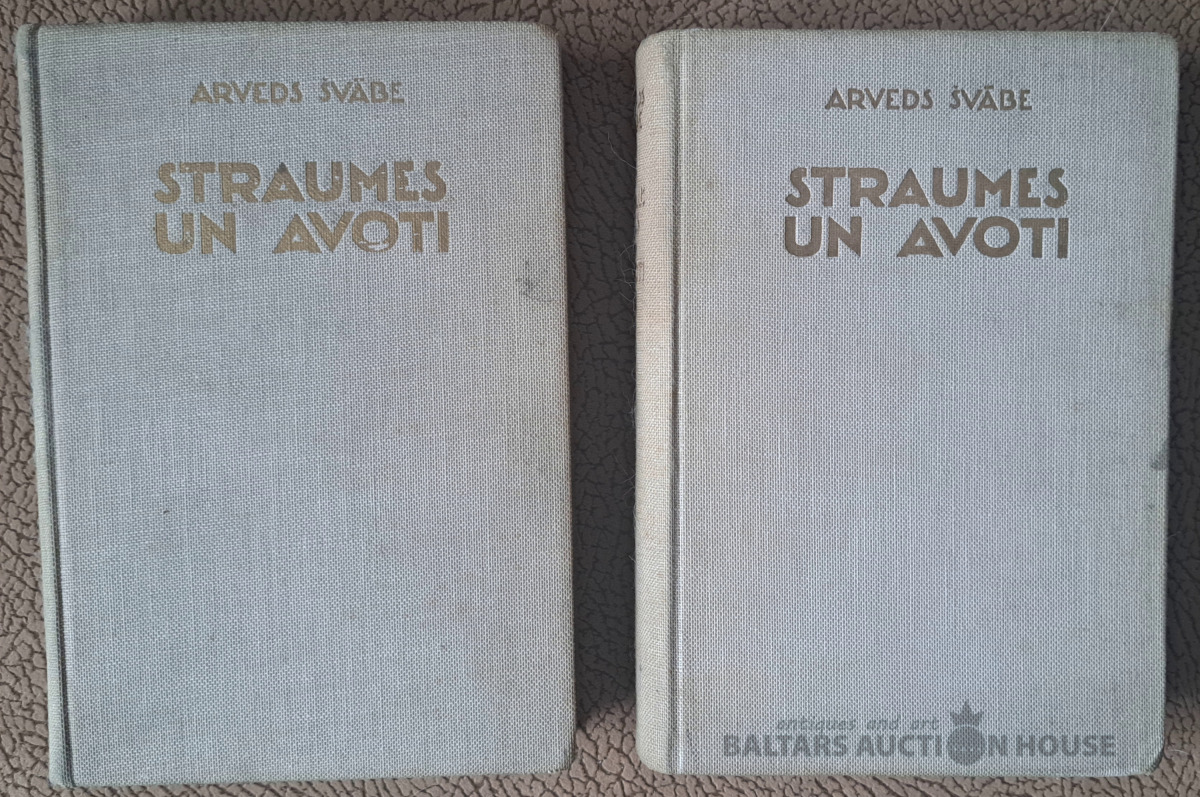 ARVEDS ŠVĀBE
STRAUMES
UN AVOTI
ARVEDS ŠVĀBE
STRAUMES
UN AVOTI
antiques and art
BALTARS AUCTION HOUSE